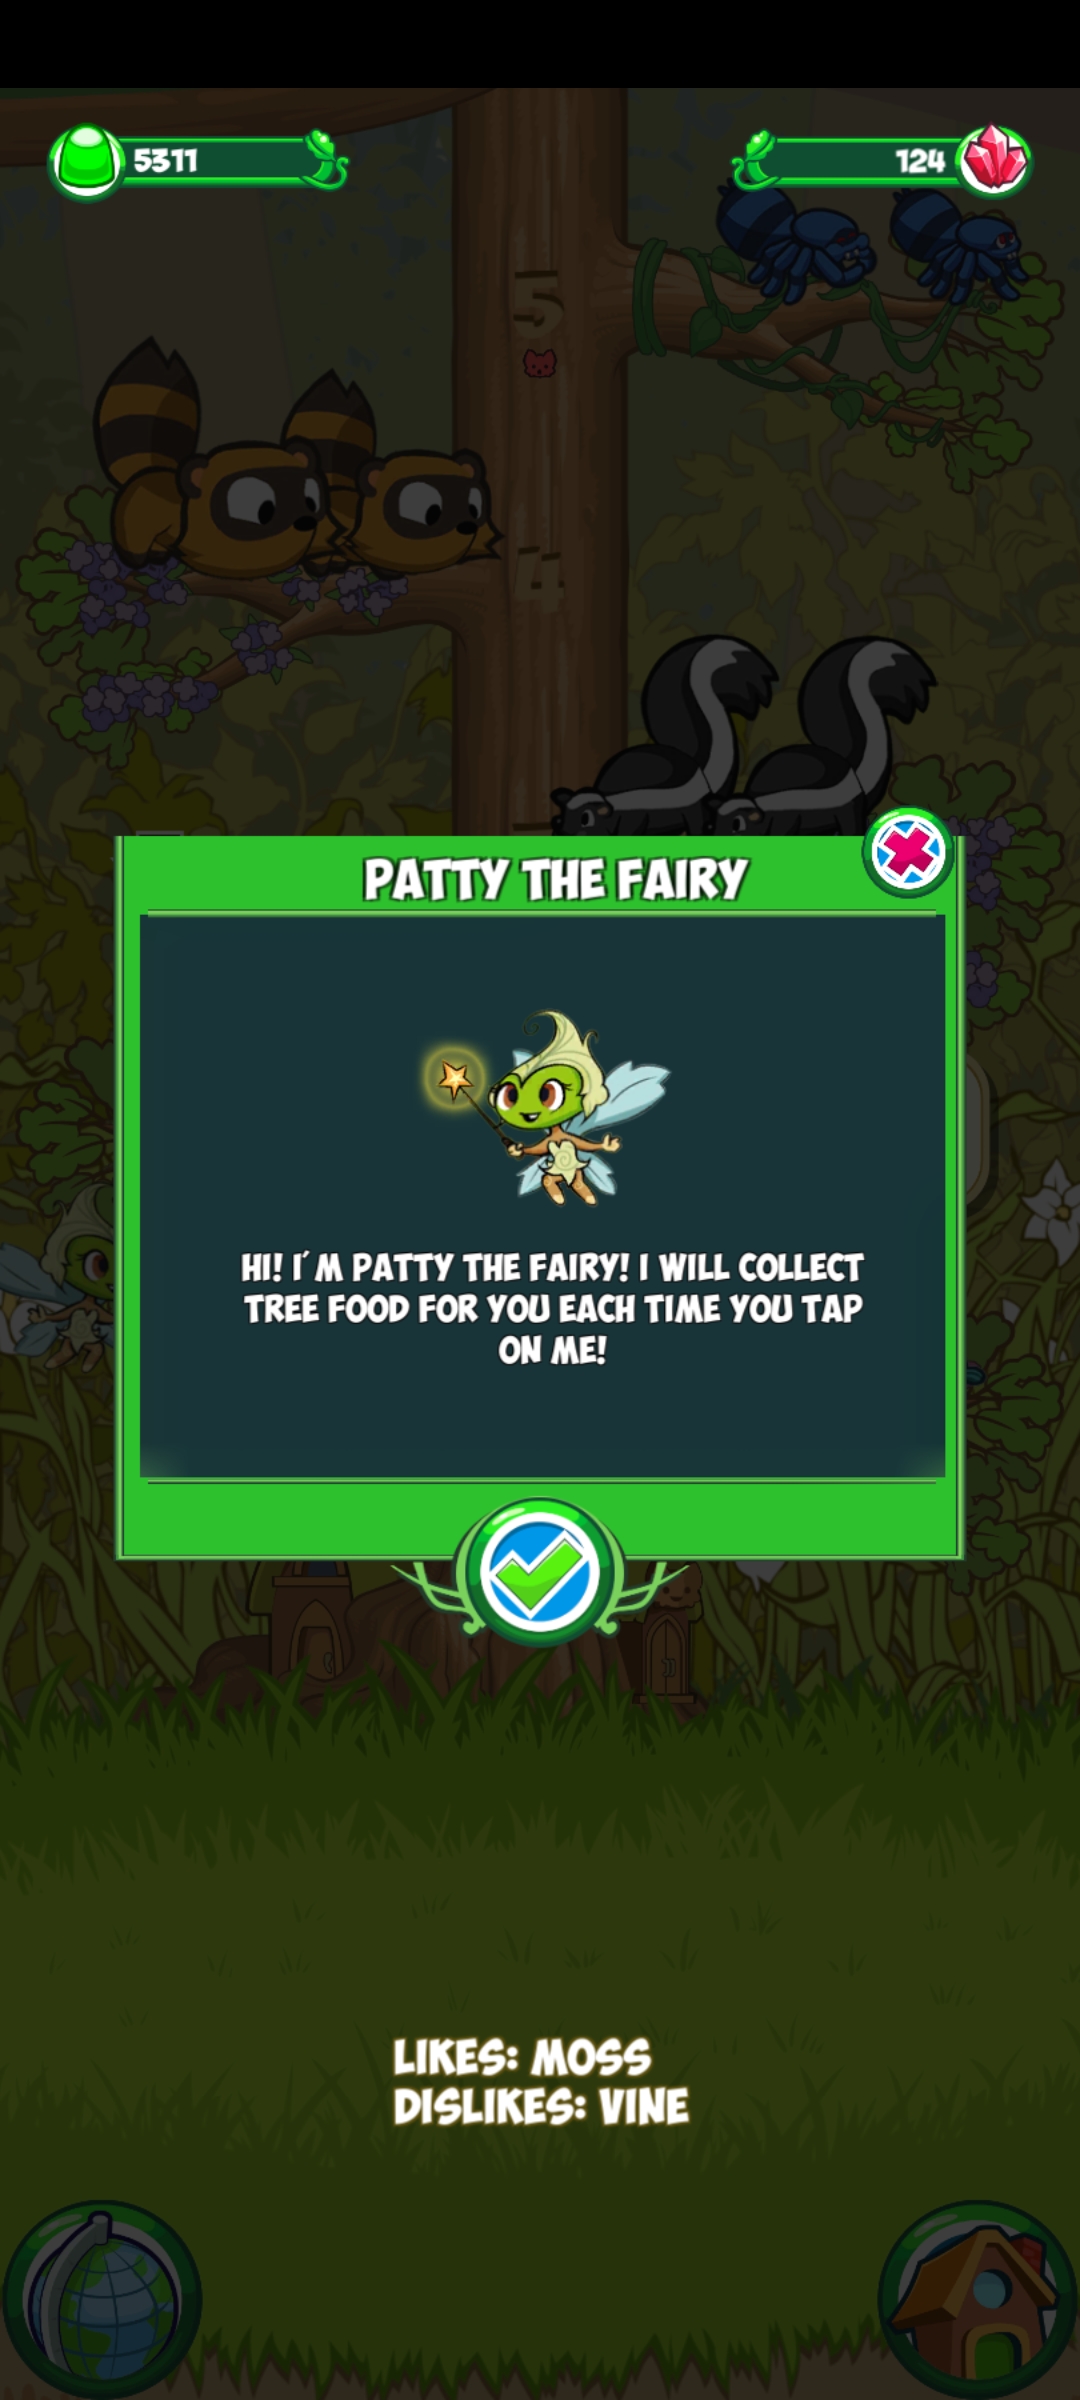 5311
124
5
4
PATTY THE FAIRY
HI! I´M PATTY THE FAIRY! I WILL COLLECT
TREE FOOD FOR YOU EACH TIME YOU TAP
ON ME!
LIKES: MOSS
DISLIKES: VINE